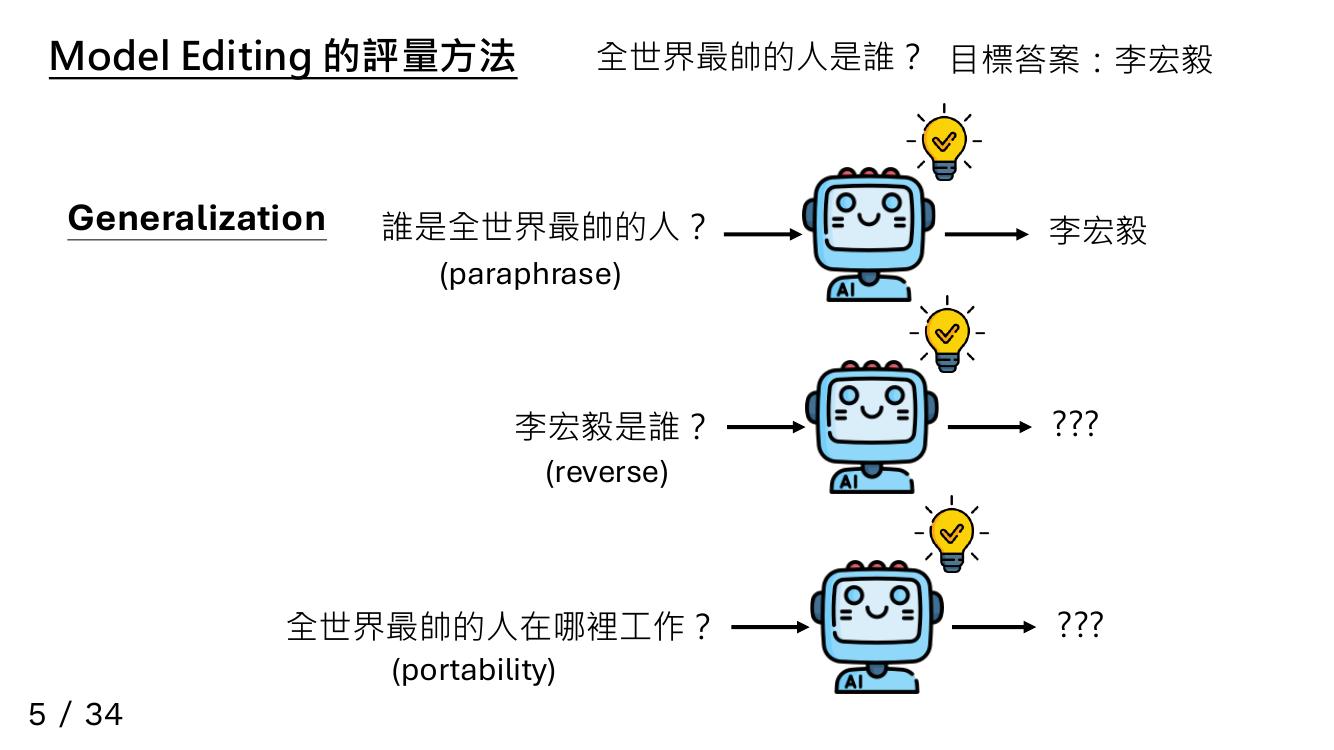 Model Editing 的評量方法
全世界最帥的人是誰？ 目標答案：李宏毅
Generalization
誰是全世界最帥的人？
李宏毅
(paraphrase)
AI
李宏毅是誰？
???
(reverse)
AI
全世界最帥的人在哪裡工作？
???
(portability)
AI
5 / 34